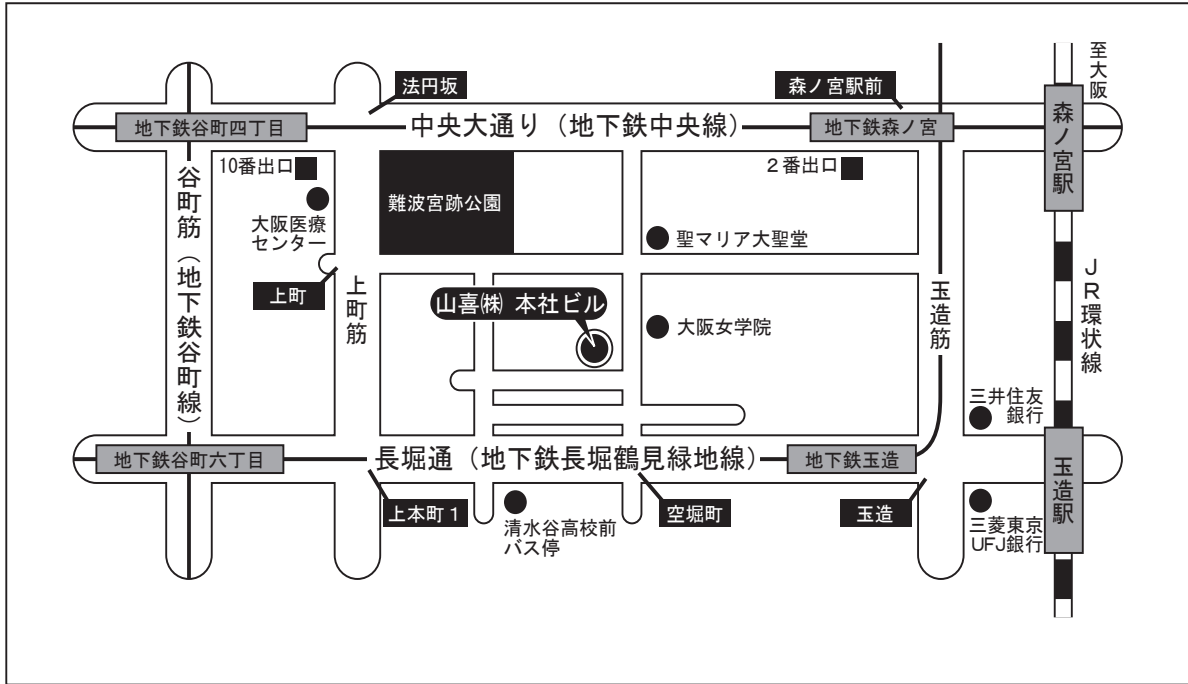 至大阪
法円坂
森ノ宮駅前
地下鉄谷町四丁目
中央大通り（地下鉄中央線）
地下鉄森ノ宮
森ノ宮駅
10番出口
2番出口
谷町筋（地下鉄谷町線）
大阪医療
センター
難波宮跡公園
聖マリア大聖堂
上町
上町筋
山喜㈱ 本社ビル
大阪女学院
玉造筋
JR環状線
三井住友
銀行
地下鉄谷町六丁目
長堀通（地下鉄長堀鶴見緑地線）
地下鉄玉造
玉造駅
上本町1
清水谷高校前
バス停
空堀町
玉造
三菱東京
UFJ銀行